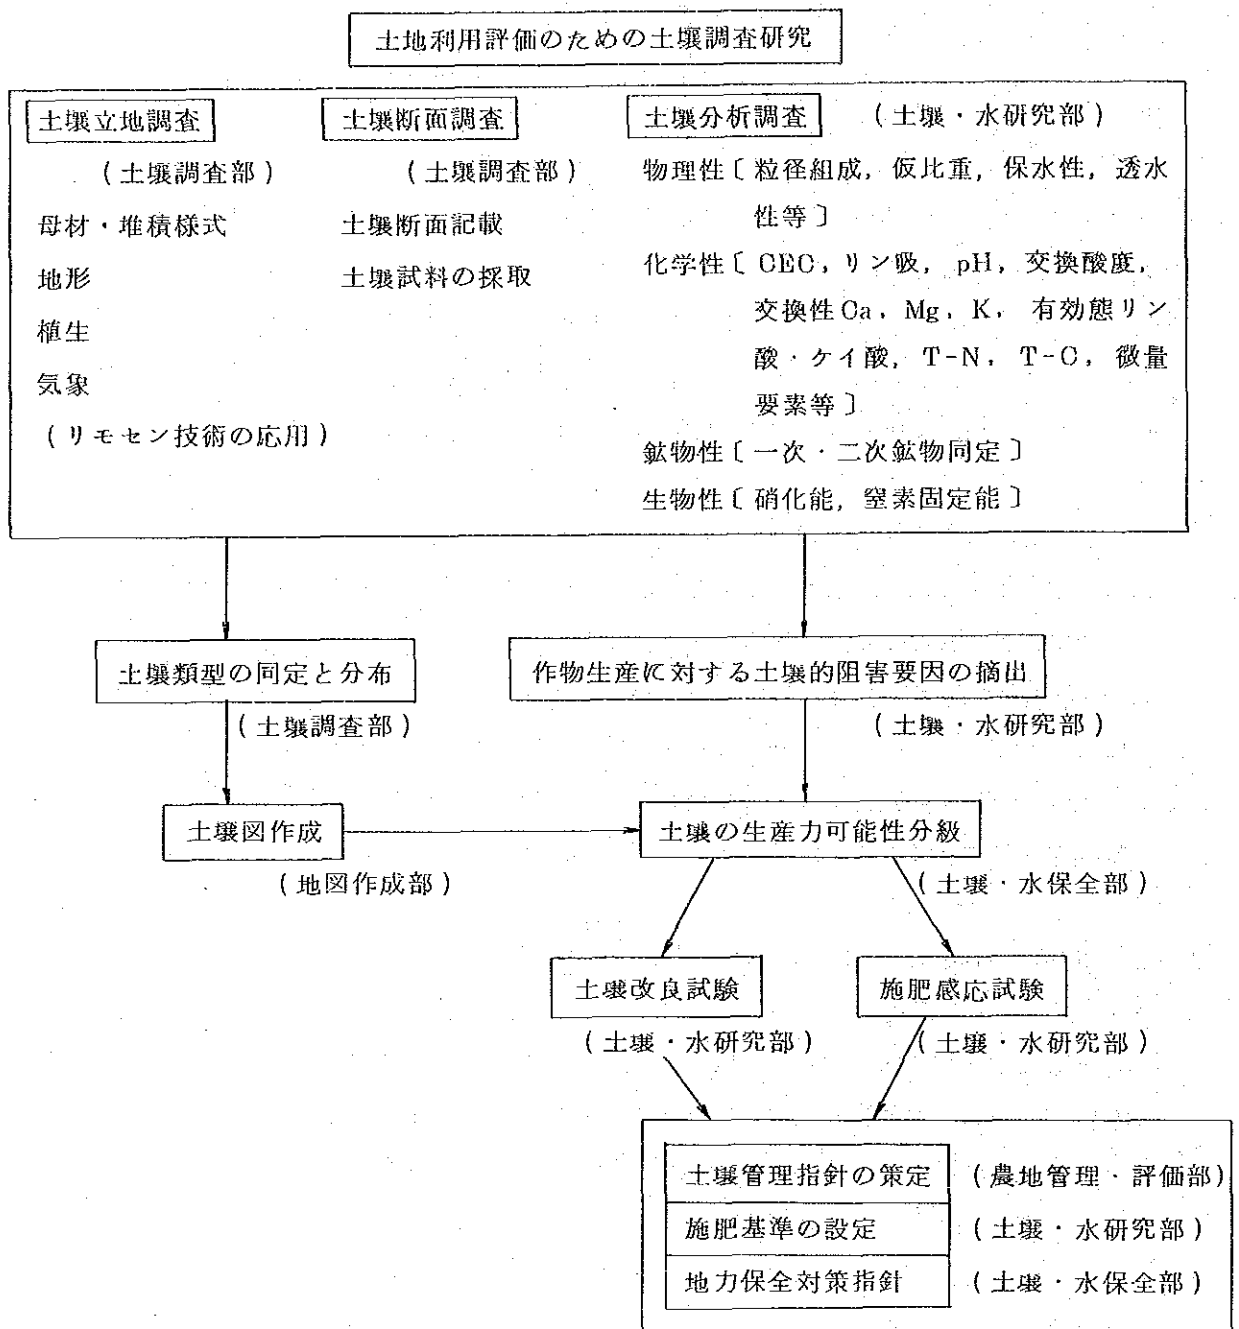 土地利用評価のための土壌調査研究
土壌立地調査
(土壌調査部)
母材・堆積様式
地形
植生
気象
(リモセン技術の応用)
土壌断面調査
(土壌調査部)
土壌断面記載
土壌試料の採取
土壌分析調査 (土壌・水研究部)
物理性〔粒径組成,仮比重,保水性,透水
性等〕
化学性〔CEC,リン吸,pH,交換酸度,
交換性Ca,Mg,K,有効態リン
酸・ケイ酸,T-N,T-C,微量
要素等〕
鉱物性〔一次・二次鉱物同定〕
生物性〔硝化能,窒素固定能〕
土壌類型の同定と分布
(土壌調査部)
作物生産に対する土壌的阻害要因の摘出
(土壌・水研究部)
土壌図作成
(地図作成部)
土壌の生産力可能性分級
(土壌・水保全部)
土壌改良試験
(土壌・水研究部)
施肥感応試験
(土壌・水研究部)
土壌管理指針の策定 (農地管理・評価部)
施肥基準の設定 (土壌・水研究部)
地力保全対策指針 (土壌・水保全部)